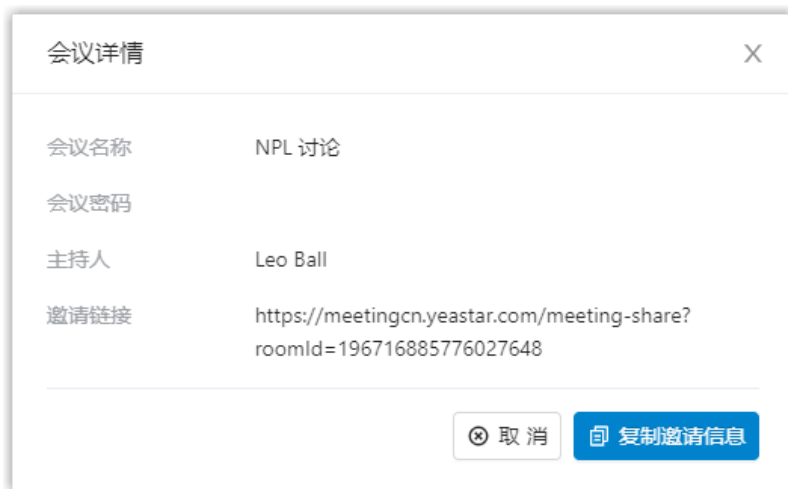 会议详情
会议名称 NPL 讨论
会议密码
主持人 Leo Ball
邀请链接 https://meetingcn.yeastar.com/meeting-share?
roomId=196716885776027648
取 消 复制邀请信息